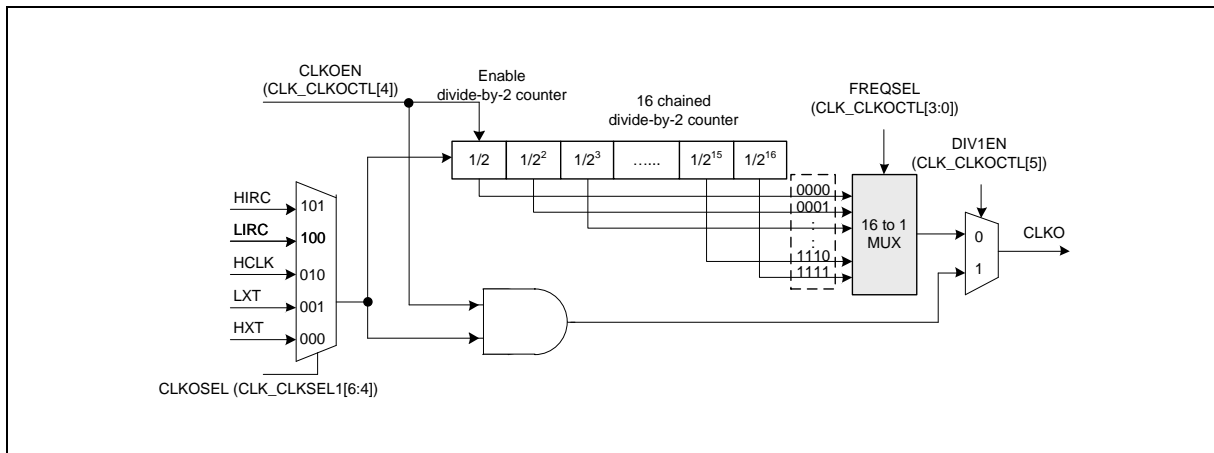 CLKOEN
(CLK_CLKOCTL[4])
Enable
divide-by-2 counter
16 chained
divide-by-2 counter
FREQSEL
(CLK_CLKOCTL[3:0])
DIV1EN
(CLK_CLKOCTL[5])
1/2
1/2²
1/2³
......
1/2¹⁵
1/2¹⁶
0000
0001
:
:
1110
1111
16 to 1
MUX
0
1
CLKO
HIRC
101
LIRC
100
HCLK
010
LXT
001
HXT
000
CLKOSEL (CLK_CLKSEL1[6:4])